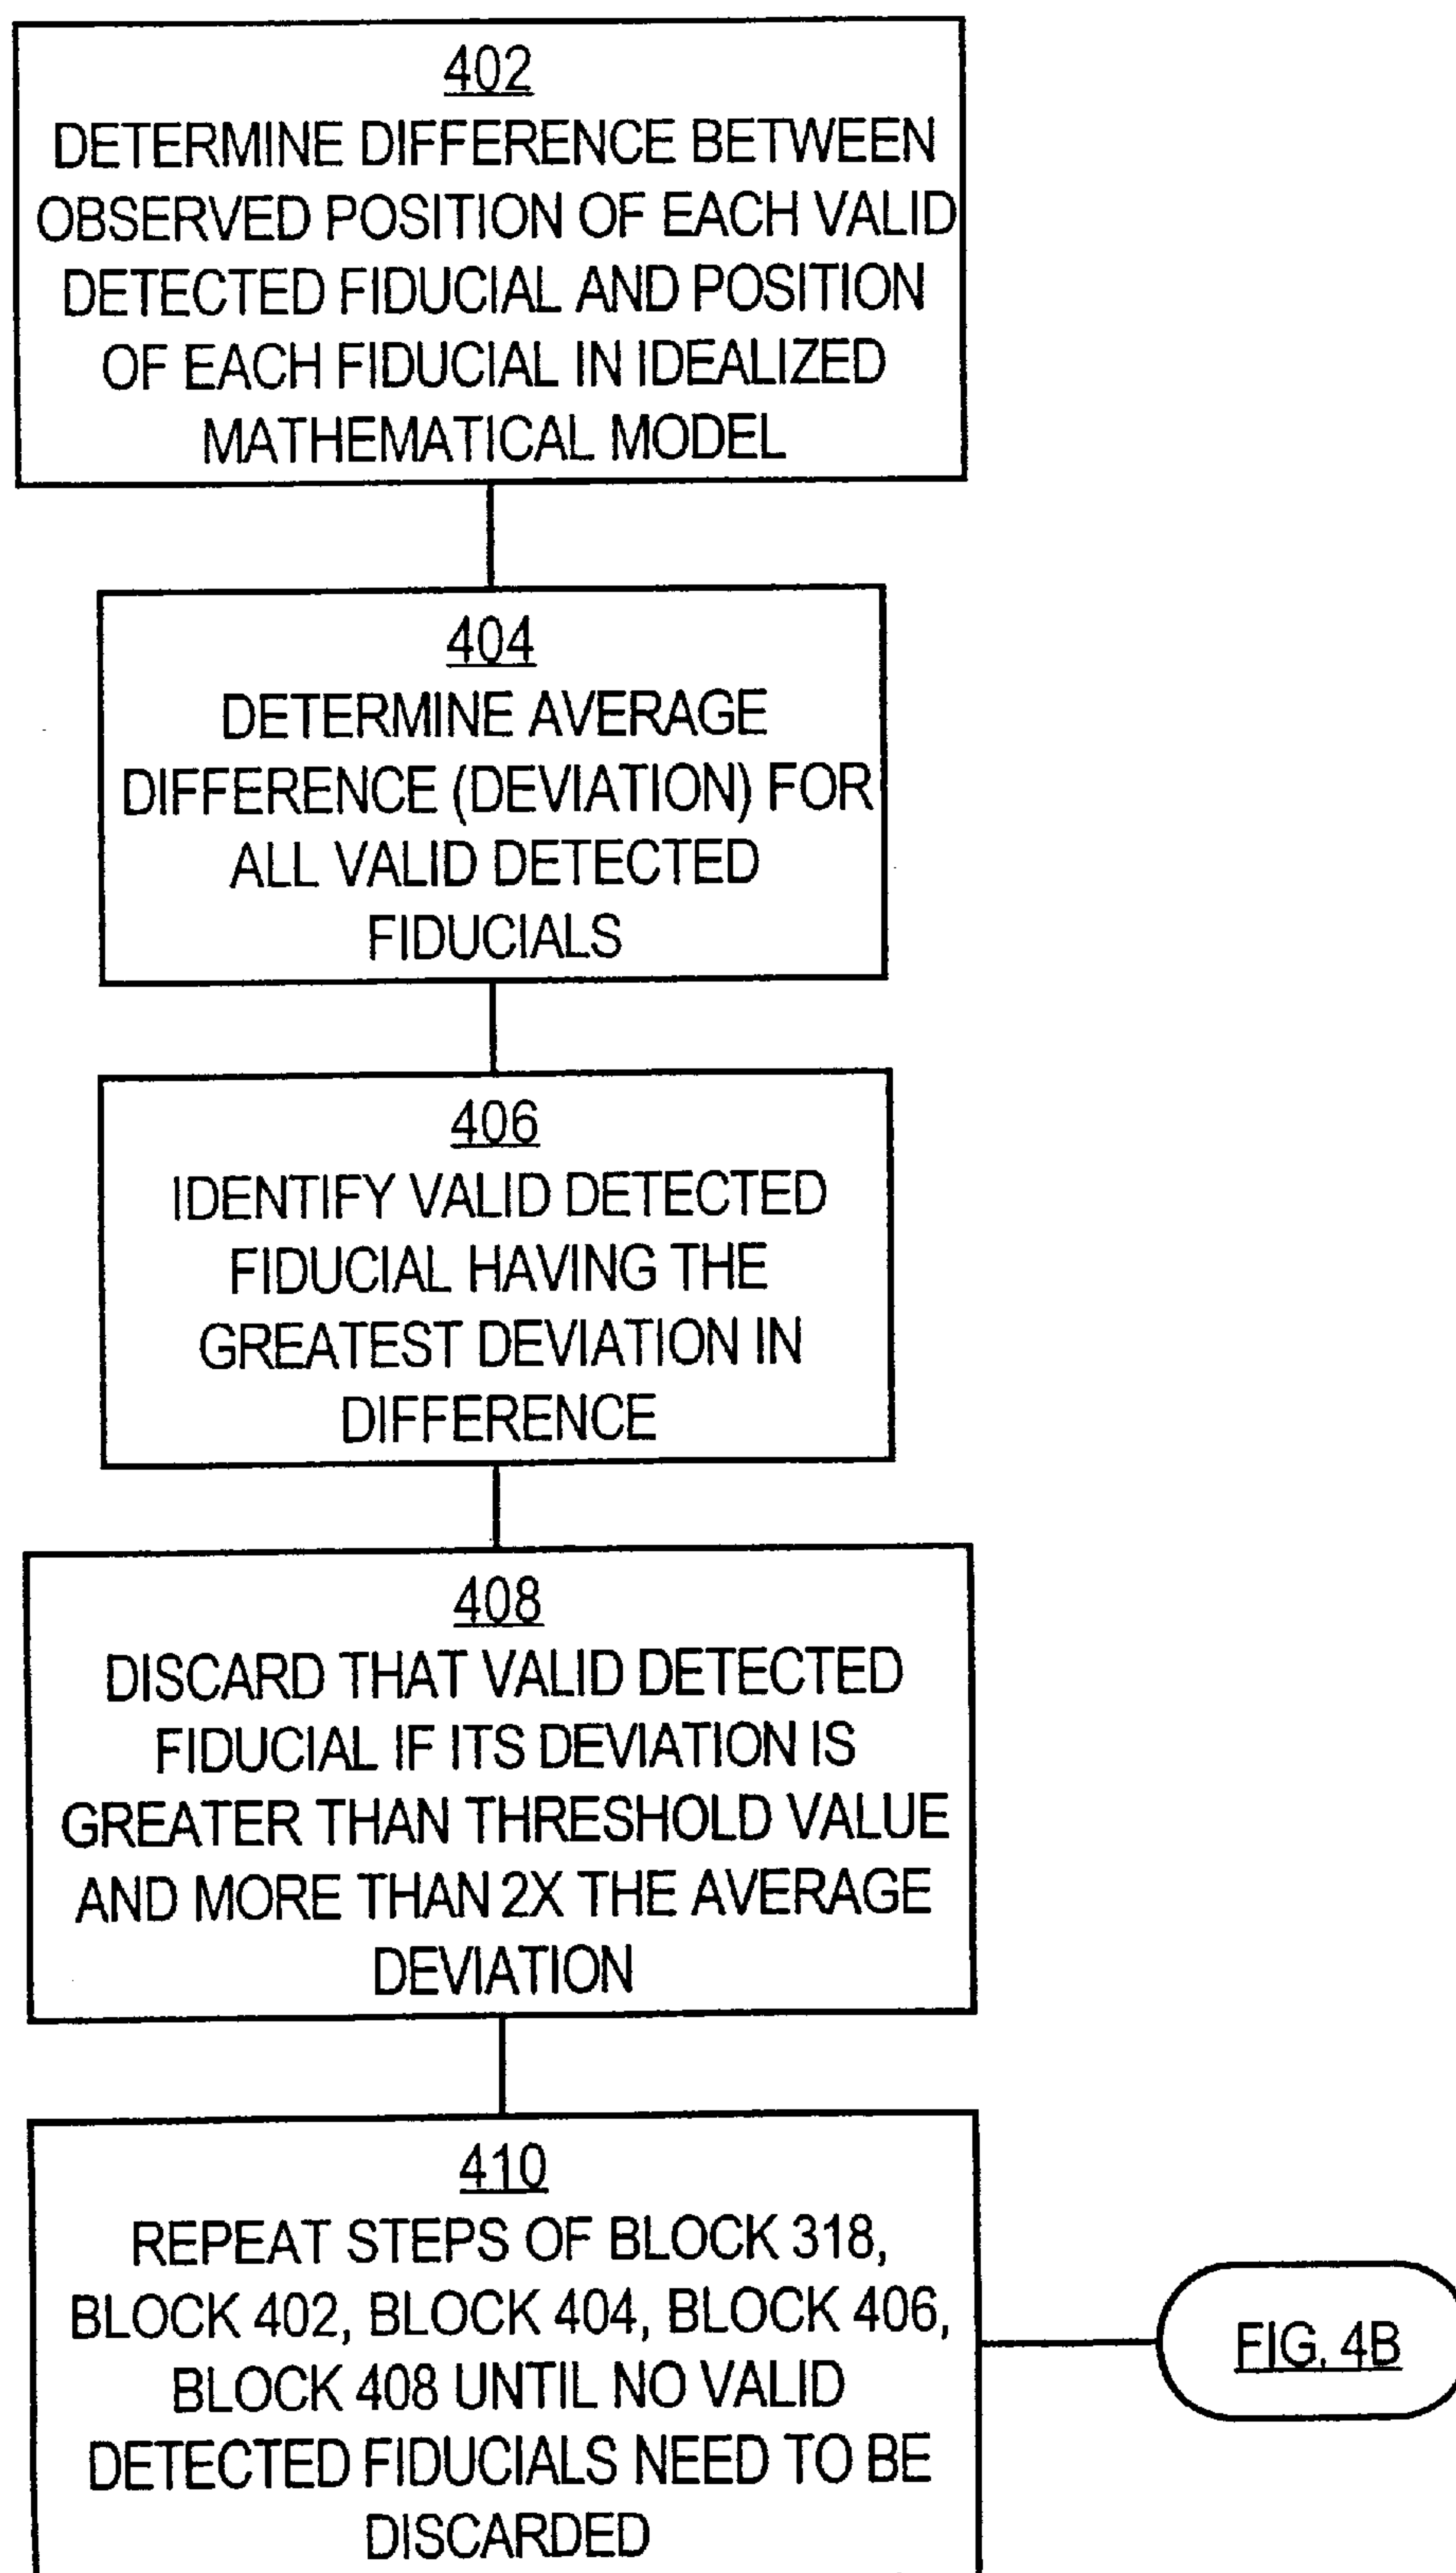 402
DETERMINE DIFFERENCE BETWEEN
OBSERVED POSITION OF EACH VALID
DETECTED FIDUCIAL AND POSITION
OF EACH FIDUCIAL IN IDEALIZED
MATHEMATICAL MODEL
404
DETERMINE AVERAGE
DIFFERENCE (DEVIATION) FOR
ALL VALID DETECTED
FIDUCIALS
406
IDENTIFY VALID DETECTED
FIDUCIAL HAVING THE
GREATEST DEVIATION IN
DIFFERENCE
408
DISCARD THAT VALID DETECTED
FIDUCIAL IF ITS DEVIATION IS
GREATER THAN THRESHOLD VALUE
AND MORE THAN 2X THE AVERAGE
DEVIATION
410
REPEAT STEPS OF BLOCK 318,
BLOCK 402, BLOCK 404, BLOCK 406,
BLOCK 408 UNTIL NO VALID
DETECTED FIDUCIALS NEED TO BE
DISCARDED
FIG. 4B